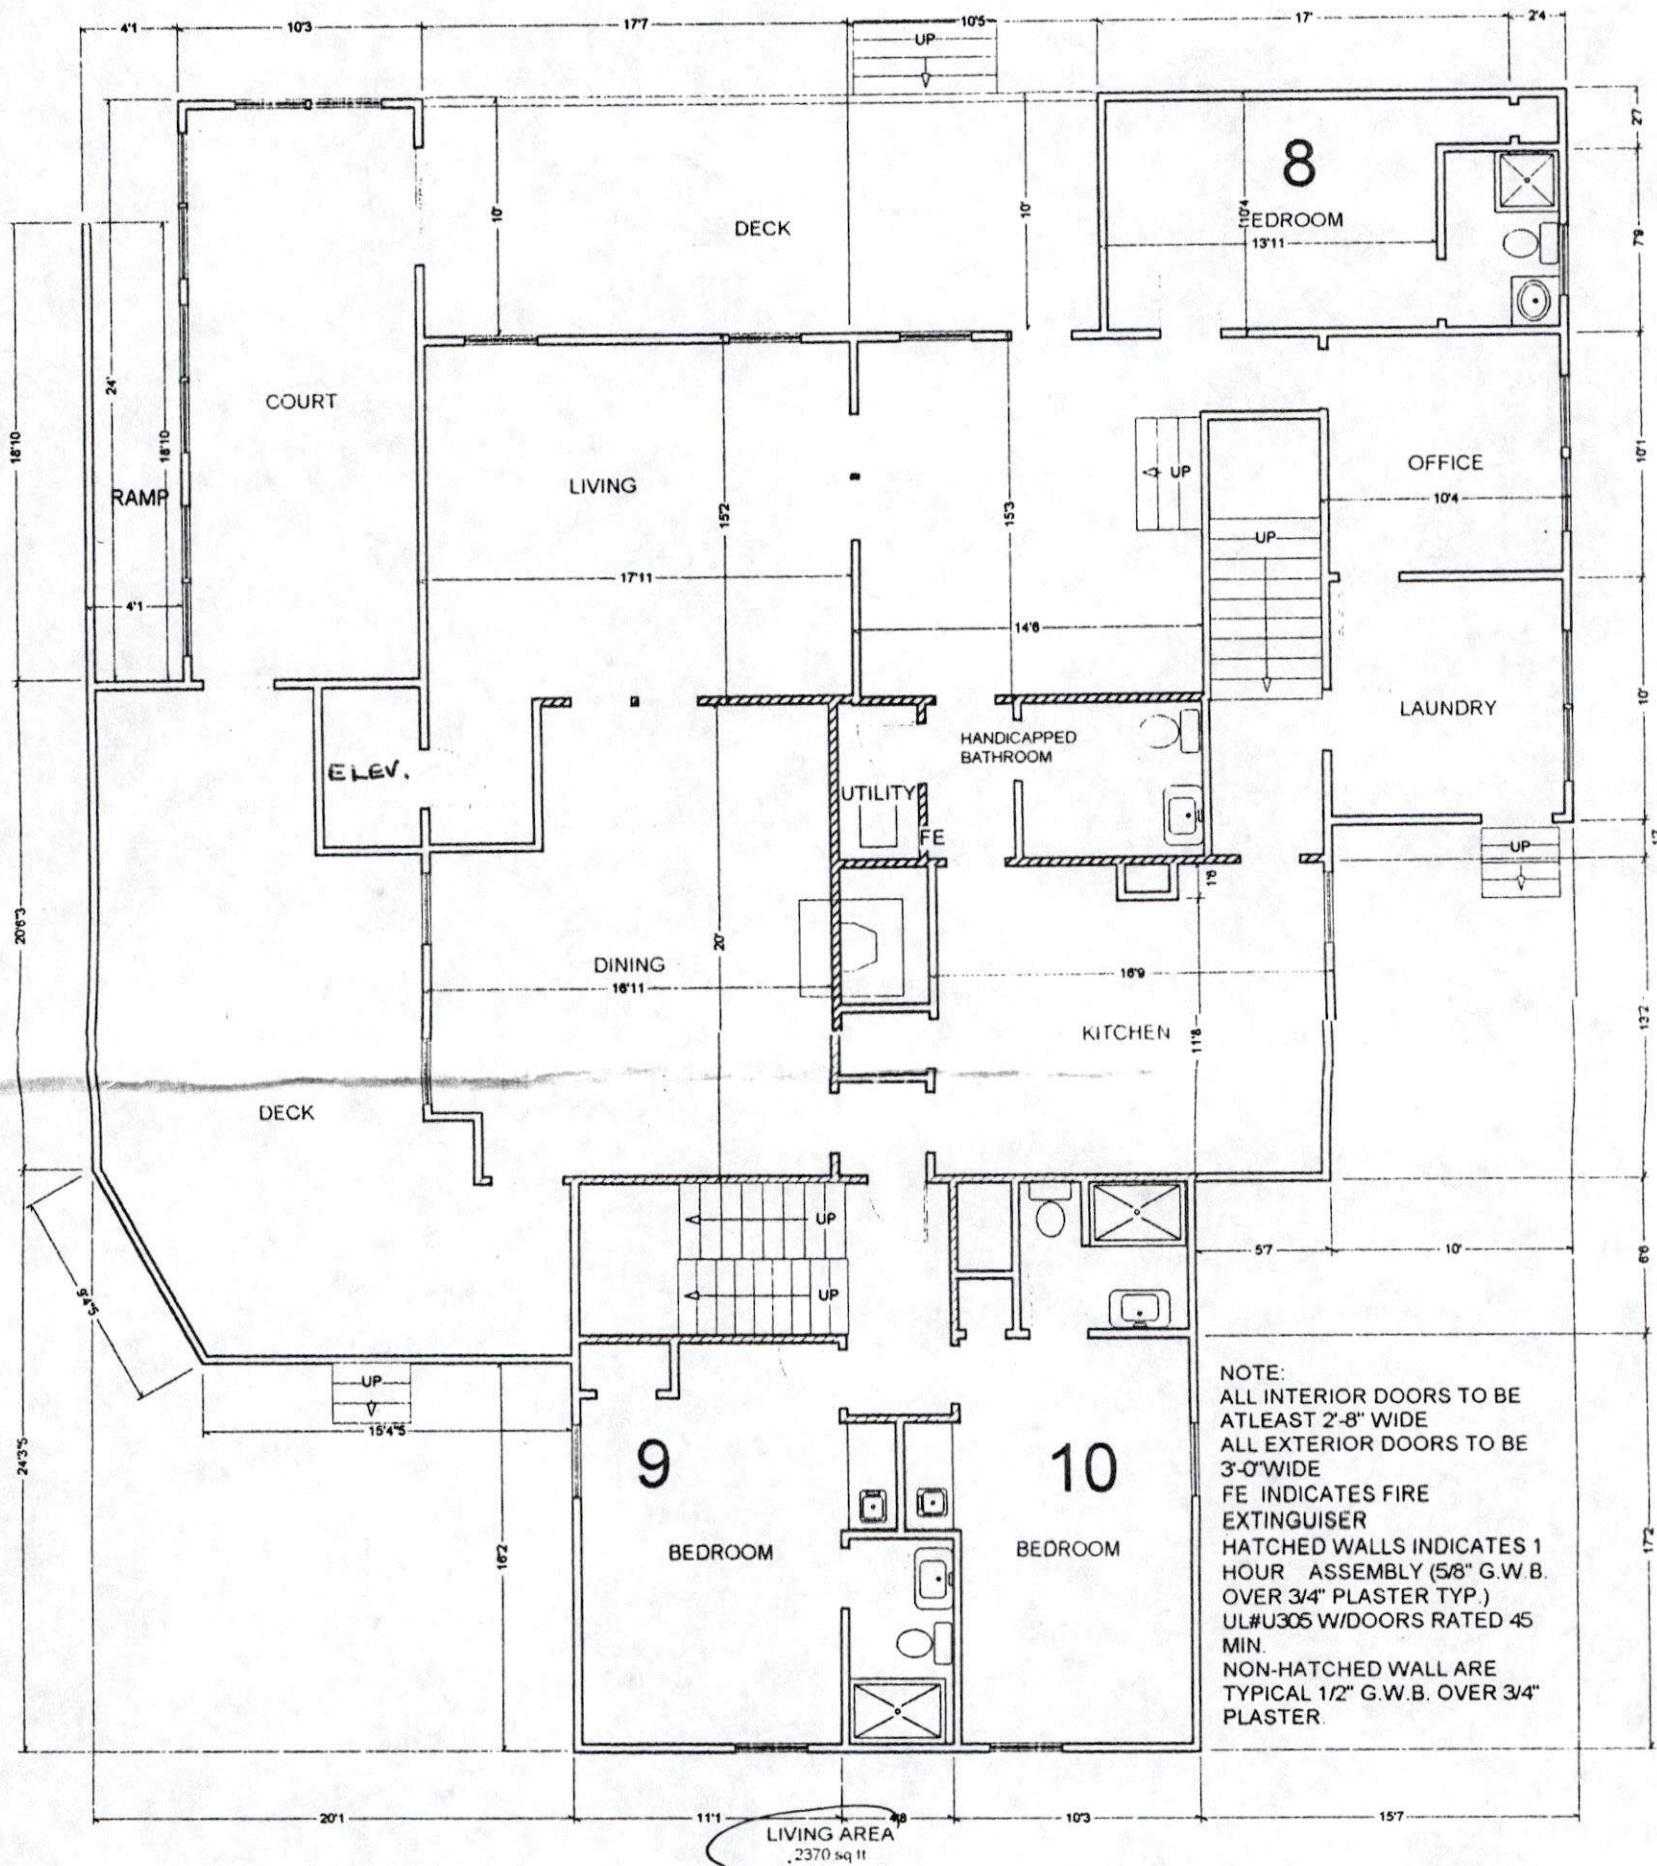 4'1 10'3 17'7 10'5 17' 2'4
UP
2'7
8
10' DECK 10' 10'4 EDROOM
13'11
7'9
24'
COURT
18'10 18'10
RAMP
LIVING
15'2 15'3
UP
OFFICE
10'4
10'1
UP
17'11
4'1
14'6
LAUNDRY
10'
HANDICAPPED
BATHROOM
ELEV.
UTILITY
FE
UP
1'6
20'6"3
20'
DINING
16'11
16'9
KITCHEN
11'8
13'2
DECK
UP
5'7 10'
6'6
UP
9'4"5
UP
15'4"5
24'3"5
9
10
16'2
BEDROOM
BEDROOM
17'2
NOTE:
ALL INTERIOR DOORS TO BE
ATLEAST 2'-8" WIDE
ALL EXTERIOR DOORS TO BE
3'-0"WIDE
FE INDICATES FIRE
EXTINGUISER
HATCHED WALLS INDICATES 1
HOUR ASSEMBLY (5/8" G.W.B.
OVER 3/4" PLASTER TYP.)
UL#U305 W/DOORS RATED 45
MIN.
NON-HATCHED WALL ARE
TYPICAL 1/2" G.W.B. OVER 3/4"
PLASTER.
20'1 11'1 10'3 15'7
LIVING AREA
2370 sq ft